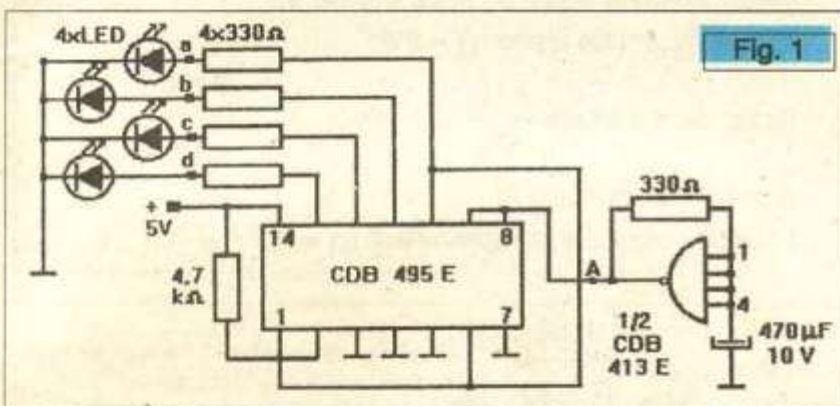 4xLED
4x330Ω
Fig. 1
a
b
c
d
+
5V
4.7
kΩ
14
8
CDB 495 E
1
7
A
330Ω
1
4
1/2
CDB
413 E
470µF
10 V